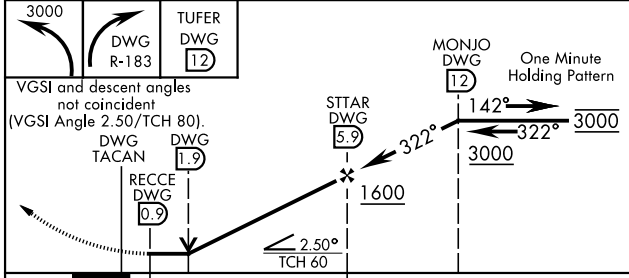 3000
DWG
R-183
TUFER
DWG
12
VGSI and descent angles
not coincident
(VGSI Angle 2.50/TCH 80).
MONJO
DWG
12
One Minute
Holding Pattern
142°
322°
3000
3000
STTAR
DWG
5.9
322°
1600
DWG
TACAN
DWG
1.9
RECCE
DWG
0.9
2.50°
TCH 60